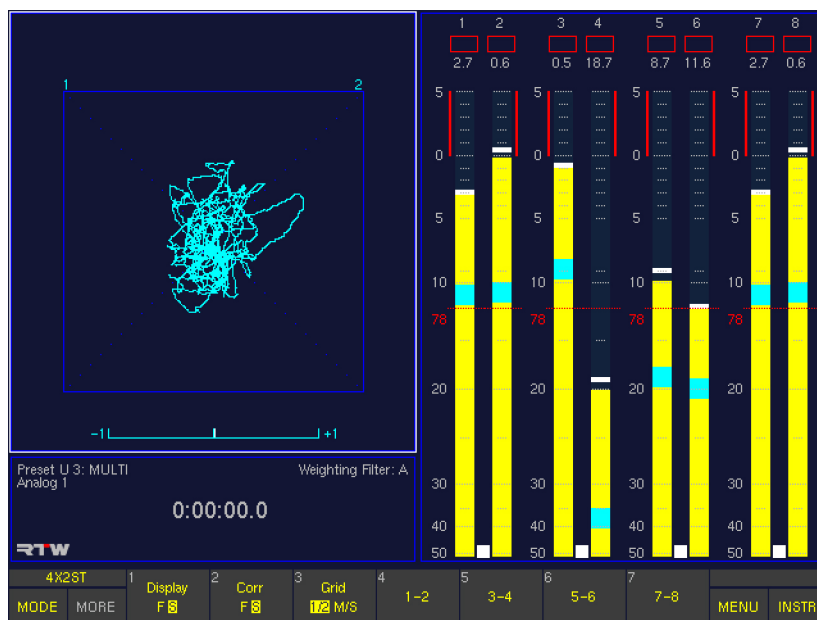 1 2 3 4 5 6 7 8
2.7 0.6 0.5 18.7 8.7 11.6 2.7 0.6
1 2
5 5 5 5
0 0 0 0
5 5 5 5
10 10 10 10
78 78 78 78
20 20 20 20
30 30 30 30
40 40 40 40
50 50 50 50
-1 +1
Preset U 3: MULTI Weighting Filter: A
Analog 1
0:00:00.0
RTW
4X2ST 1 Display 2 Corr 3 Grid 4 1-2 5 3-4 6 5-6 7 7-8
MODE MORE F S F S 1/2 M/S MENU INSTR